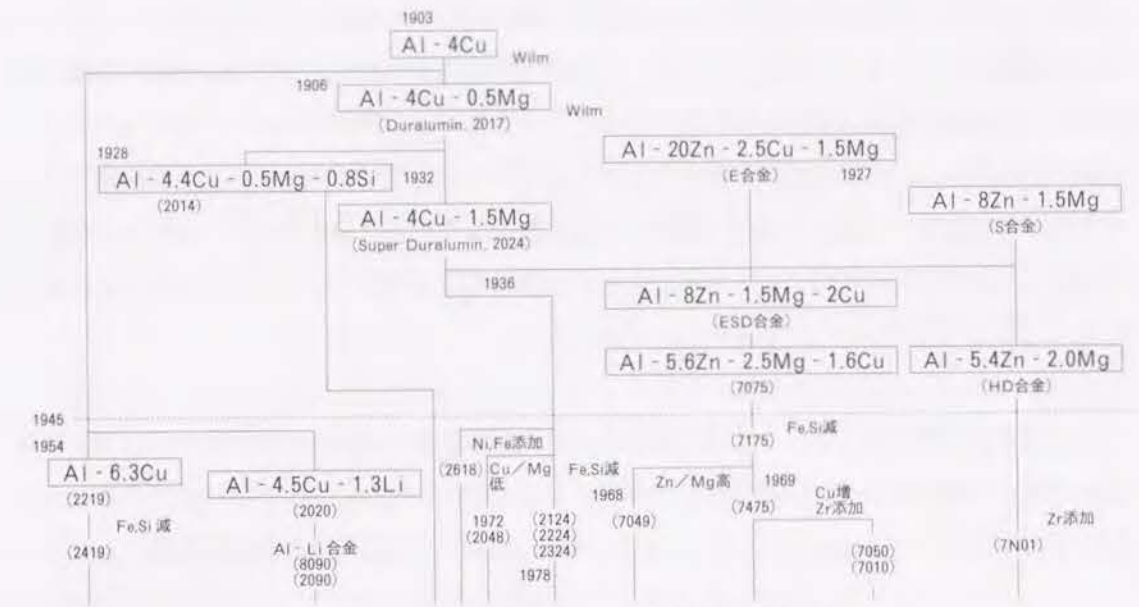 1903
Al - 4Cu
Wilm
1906
Al - 4Cu - 0.5Mg
Wilm
(Duralumin, 2017)
1928
Al - 4.4Cu - 0.5Mg - 0.8Si
(2014)
1932
Al - 4Cu - 1.5Mg
(Super Duralumin, 2024)
Al - 20Zn - 2.5Cu - 1.5Mg
(E合金)
1927
Al - 8Zn - 1.5Mg
(S合金)
1936
Al - 8Zn - 1.5Mg - 2Cu
(ESD合金)
Al - 5.6Zn - 2.5Mg - 1.6Cu
(7075)
Al - 5.4Zn - 2.0Mg
(HD合金)
1945
1954
Al - 6.3Cu
(2219)
Fe,Si 減
(2419)
Al - 4.5Cu - 1.3Li
(2020)
Al - Li 合金
(8090)
(2090)
Ni,Fe添加
(2618)
Cu／Mg
低
1972
(2048)
Fe,Si減
(2124)
(2224)
(2324)
1978
(7175)
Fe,Si減
1968
(7049)
Zn／Mg高
1969
(7475)
Cu増
Zr添加
(7050)
(7010)
Zr添加
(7N01)